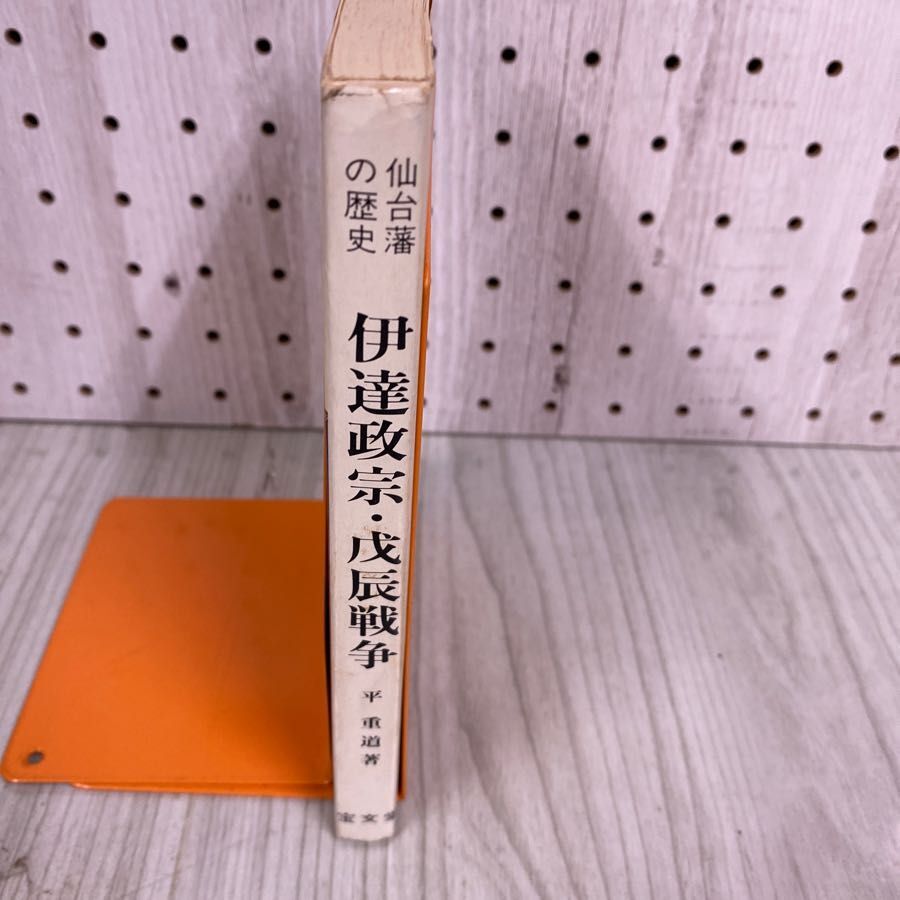 仙台藩
の歴史
伊達政宗・戊辰戦争
平重道著
宝文堂